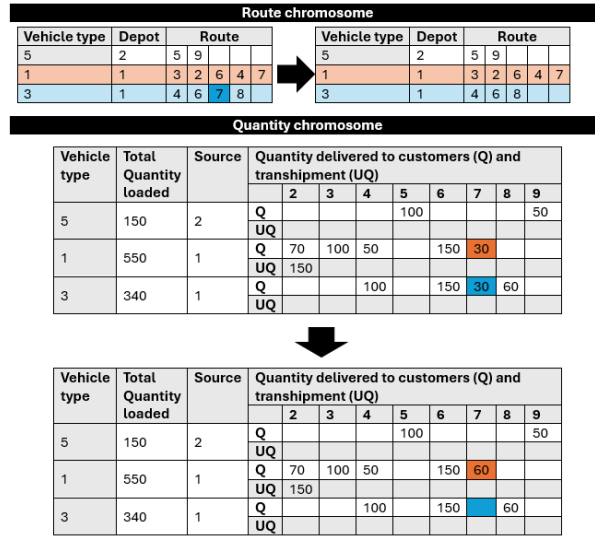 Route chromosome
Vehicle type Depot Route Vehicle type Depot Route
5 2 5 9 5 2 5 9
1 1 3 2 6 4 7 1 1 3 2 6 4 7
3 1 4 6 7 8 3 1 4 6 8
Quantity chromosome
Vehicle Total Source Quantity delivered to customers (Q) and
type Quantity transhipment (UQ)
loaded 2 3 4 5 6 7 8 9
5 150 2 Q 100 50
UQ
1 550 1 Q 70 100 50 150 30
UQ 150
3 340 1 Q 100 150 30 60
UQ
Vehicle Total Source Quantity delivered to customers (Q) and
type Quantity transhipment (UQ)
loaded 2 3 4 5 6 7 8 9
5 150 2 Q 100 50
UQ
1 550 1 Q 70 100 50 150 60
UQ 150
3 340 1 Q 100 150 60
UQ